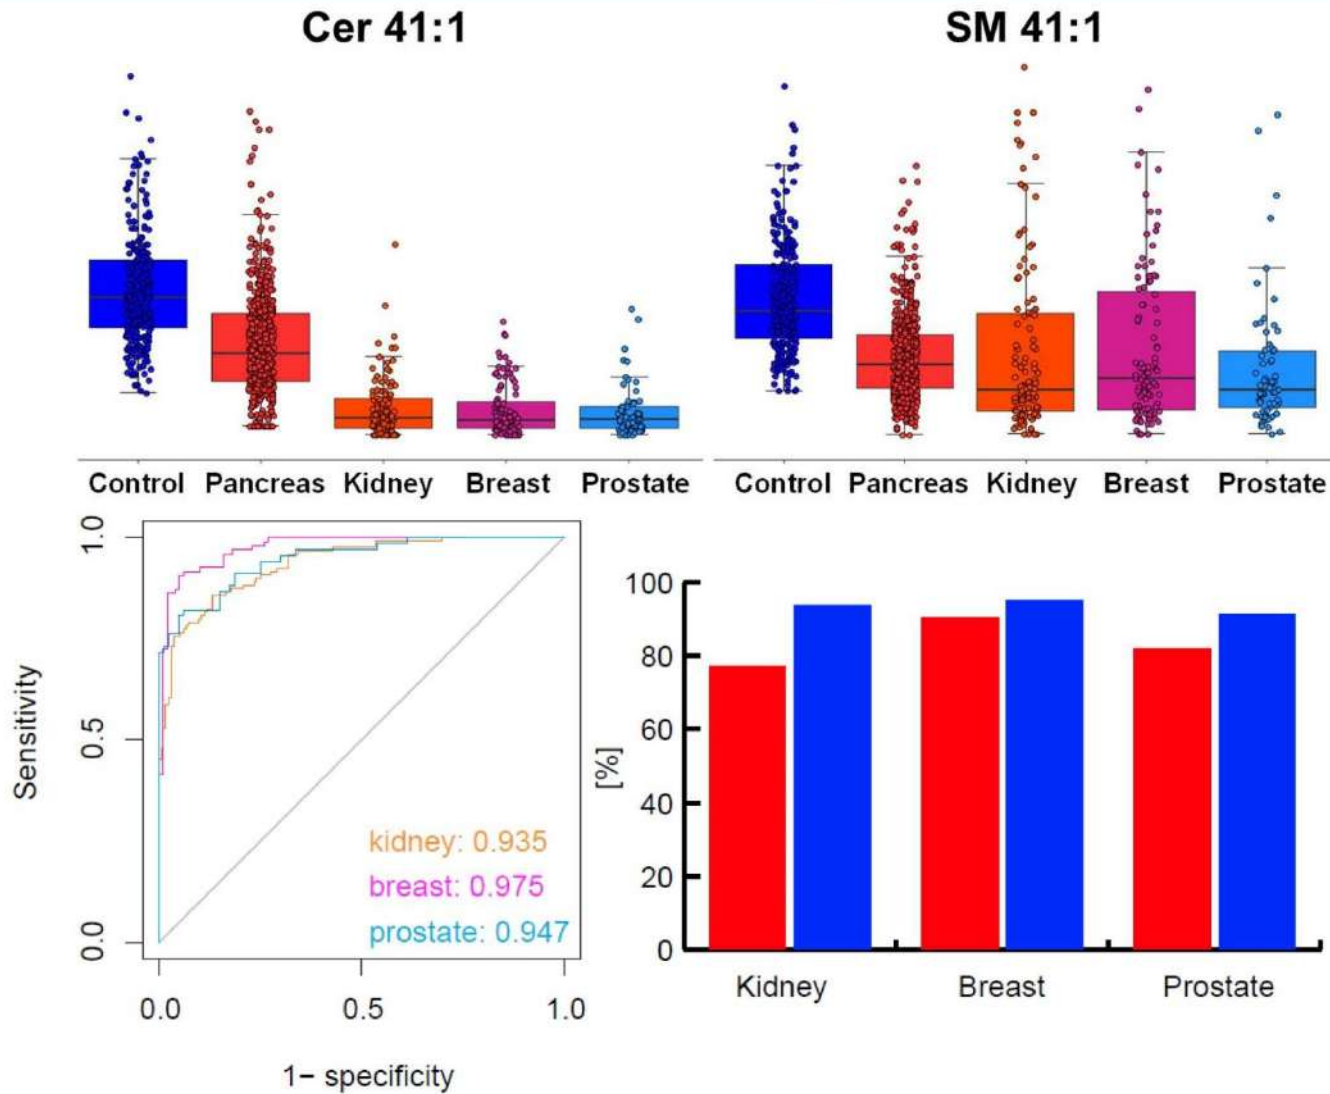 Cer 41:1
SM 41:1
Control Pancreas Kidney Breast Prostate
Control Pancreas Kidney Breast Prostate
1.0
0.5
0.0
Sensitivity
kidney: 0.935
breast: 0.975
prostate: 0.947
0.0 0.5 1.0
1− specificity
[%]
100
80
60
40
20
0
Kidney Breast Prostate